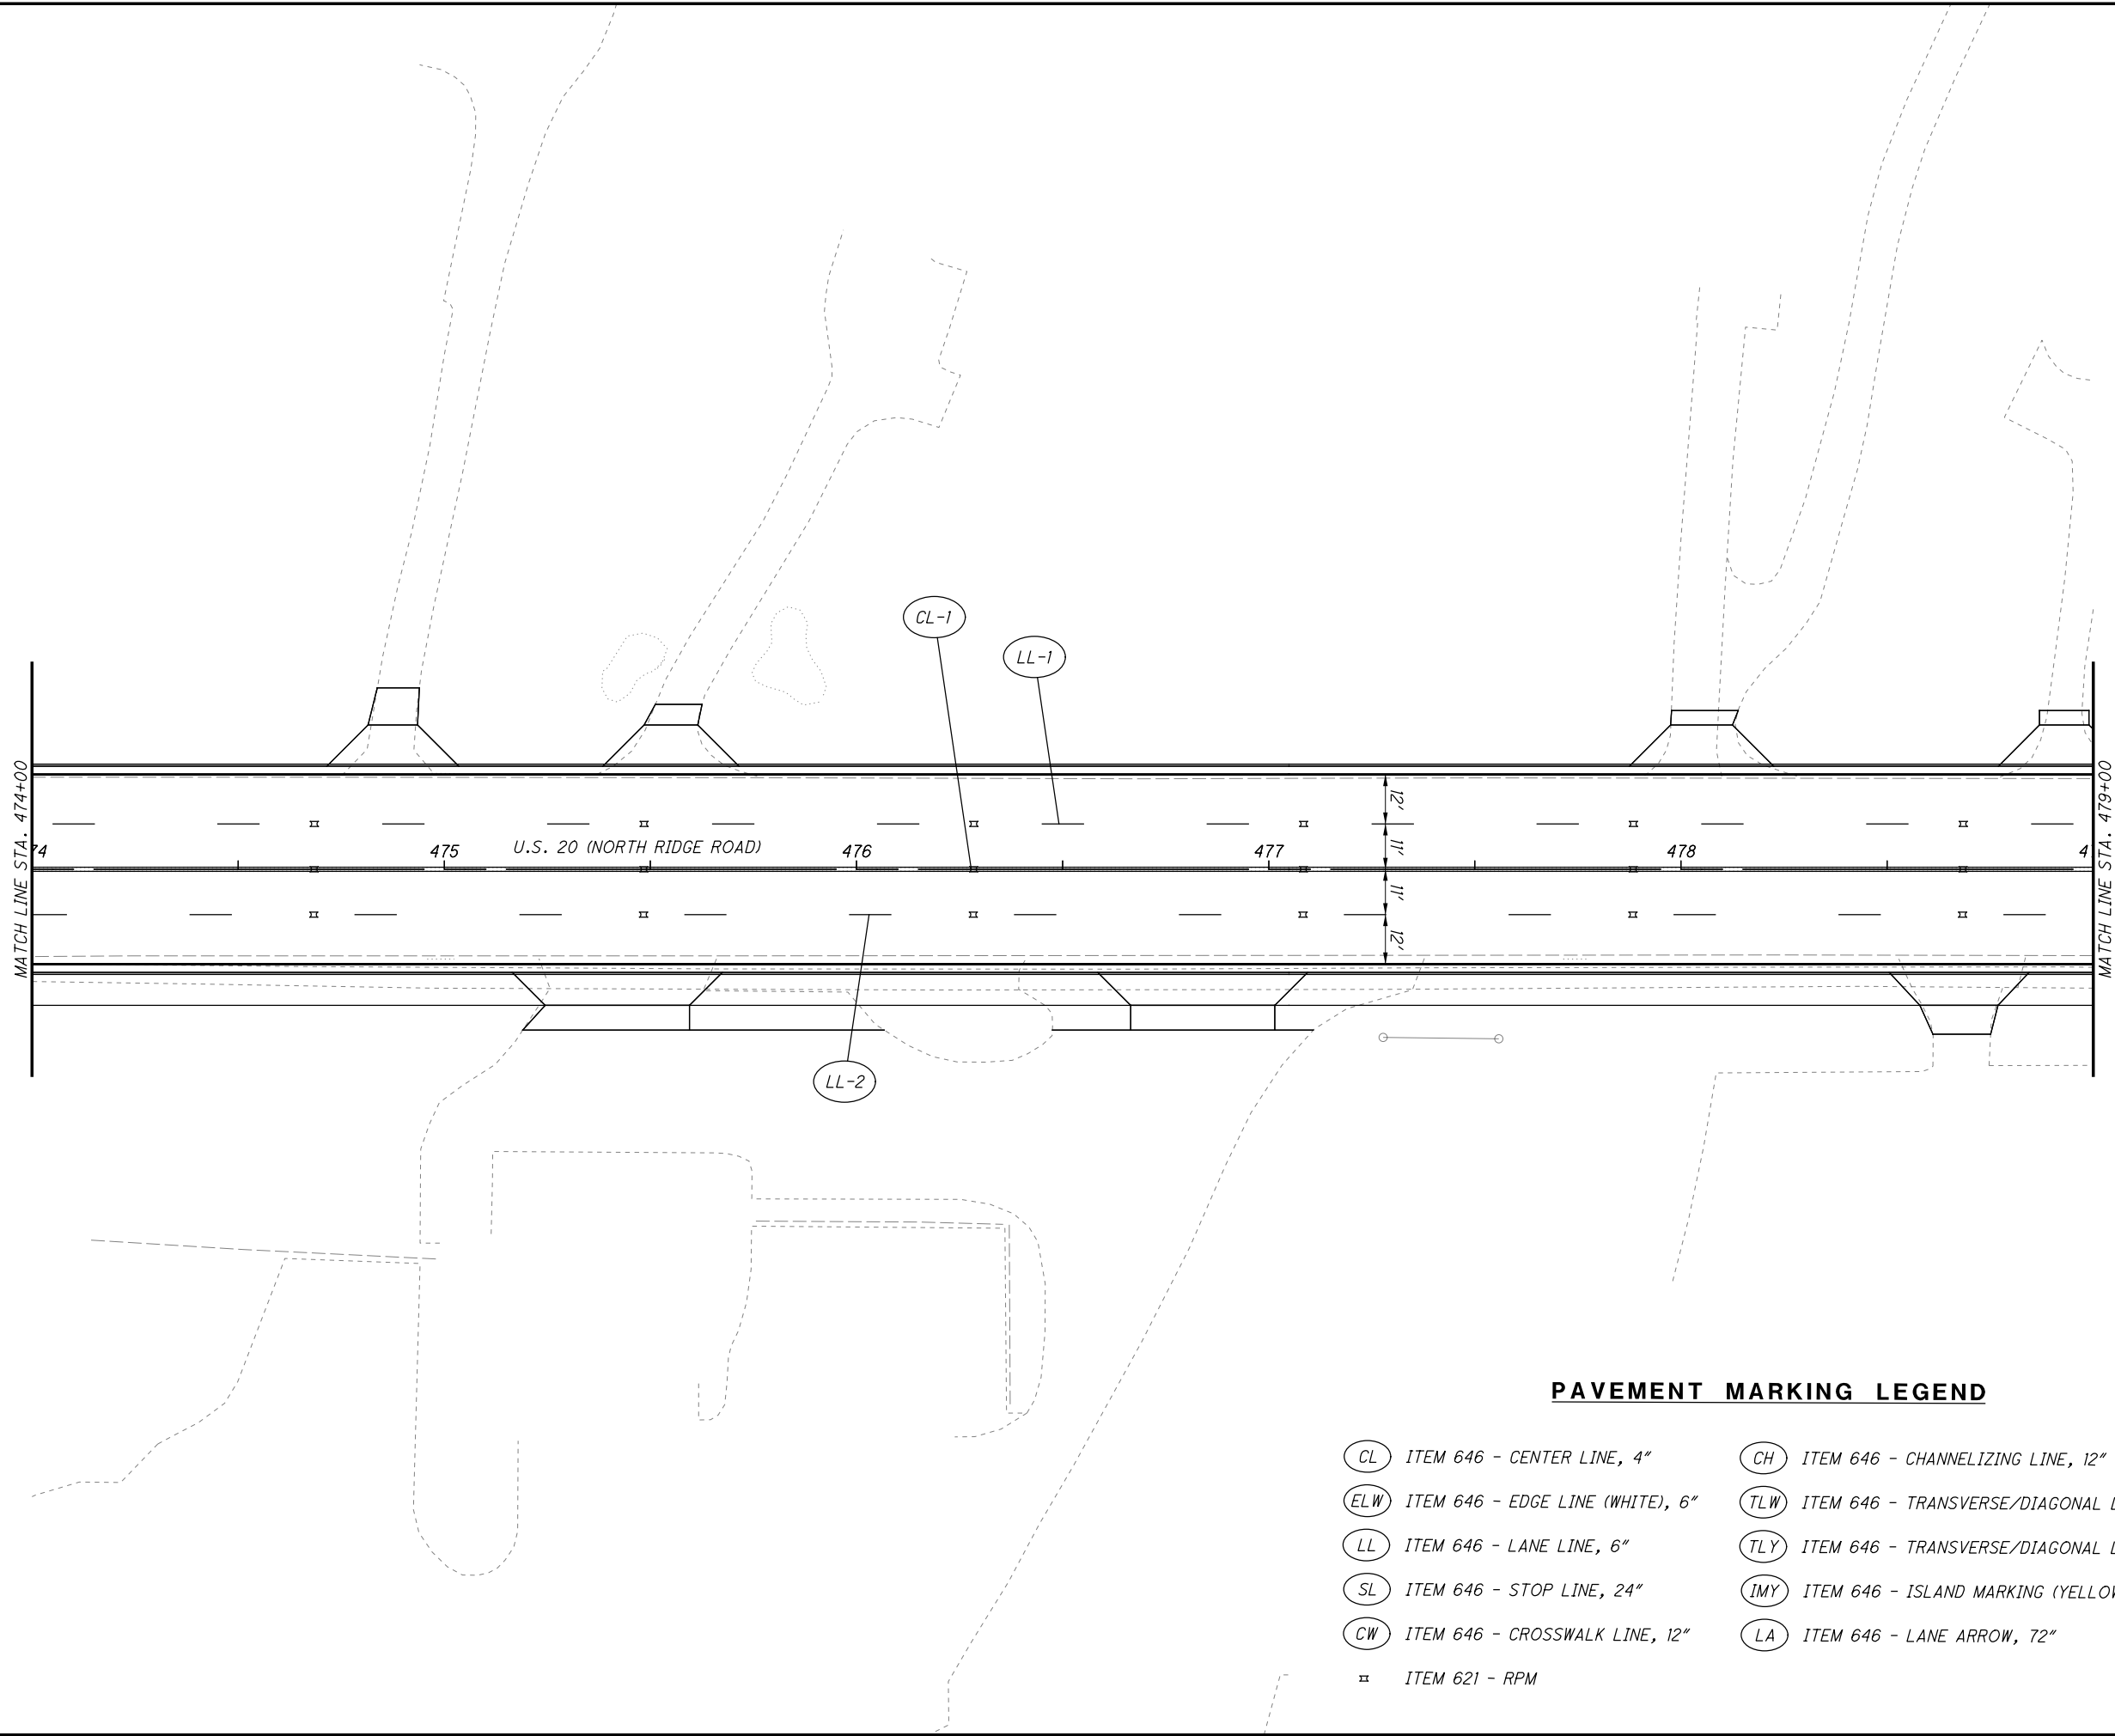 CL-1
LL-1
MATCH LINE STA. 474+00
74
475
U.S. 20 (NORTH RIDGE ROAD)
476
477
478
4
12'
11'
11'
12'
MATCH LINE STA. 479+00
LL-2
PAVEMENT MARKING LEGEND
CL ITEM 646 - CENTER LINE, 4"
ELW ITEM 646 - EDGE LINE (WHITE), 6"
LL ITEM 646 - LANE LINE, 6"
SL ITEM 646 - STOP LINE, 24"
CW ITEM 646 - CROSSWALK LINE, 12"
ITEM 621 - RPM
CH ITEM 646 - CHANNELIZING LINE, 12"
TLW ITEM 646 - TRANSVERSE/DIAGONAL
TLY ITEM 646 - TRANSVERSE/DIAGONAL
IMY ITEM 646 - ISLAND MARKING (YELLOW
LA ITEM 646 - LANE ARROW, 72"